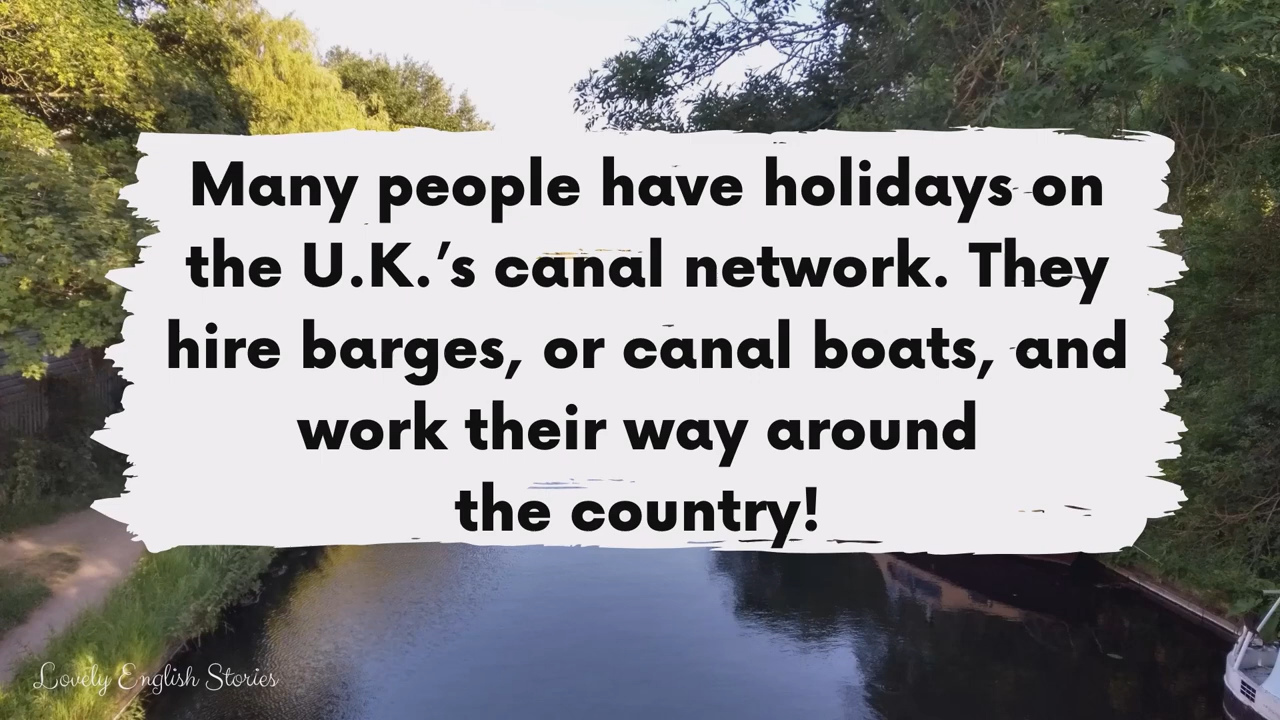 Many people have holidays on
the U.K.’s canal network. They
hire barges, or canal boats, and
work their way around
the country!
Lovely English Stories